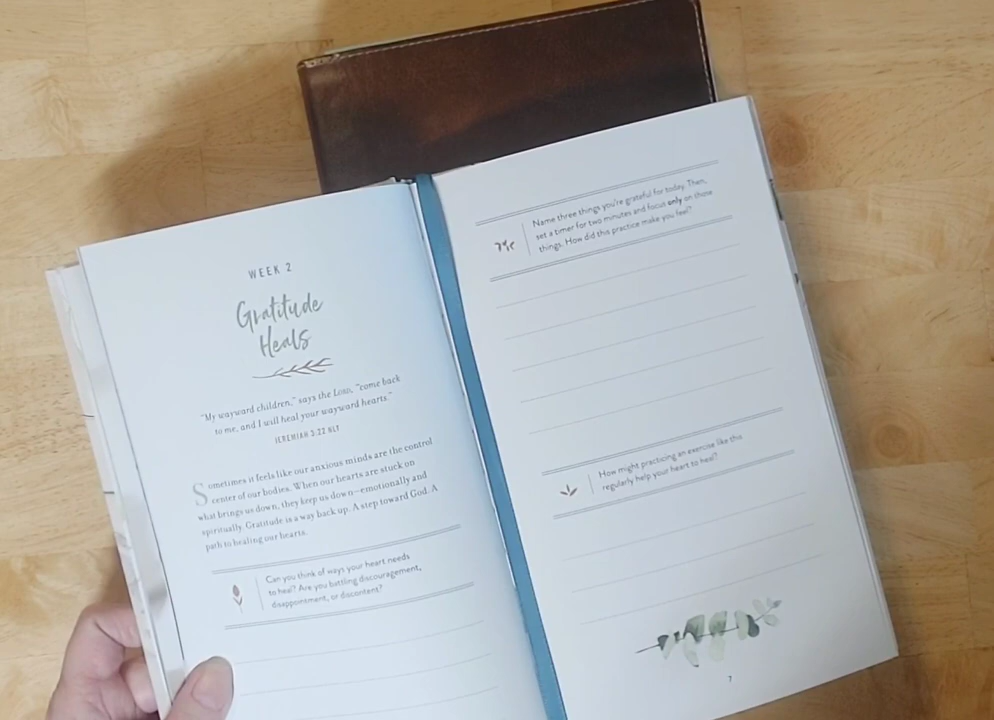 WEEK 2
Gratitude
Heals
"My wayward children," says the LORD, "come back
to me, and I will heal your wayward hearts."
JEREMIAH 3:22 NLT
Sometimes it feels like our anxious minds are the control
center of our bodies. When our hearts are stuck on
what brings us down, they keep us down—emotionally and
spiritually. Gratitude is a way back up. A step toward God. A
path to healing our hearts.
Can you think of ways your heart needs
to heal? Are you battling discouragement,
disappointment, or discontent?
Name three things you're grateful for today. Then,
set a timer for two minutes and focus only on those
things. How did this practice make you feel?
How might practicing an exercise like this
regularly help your heart to heal?
7